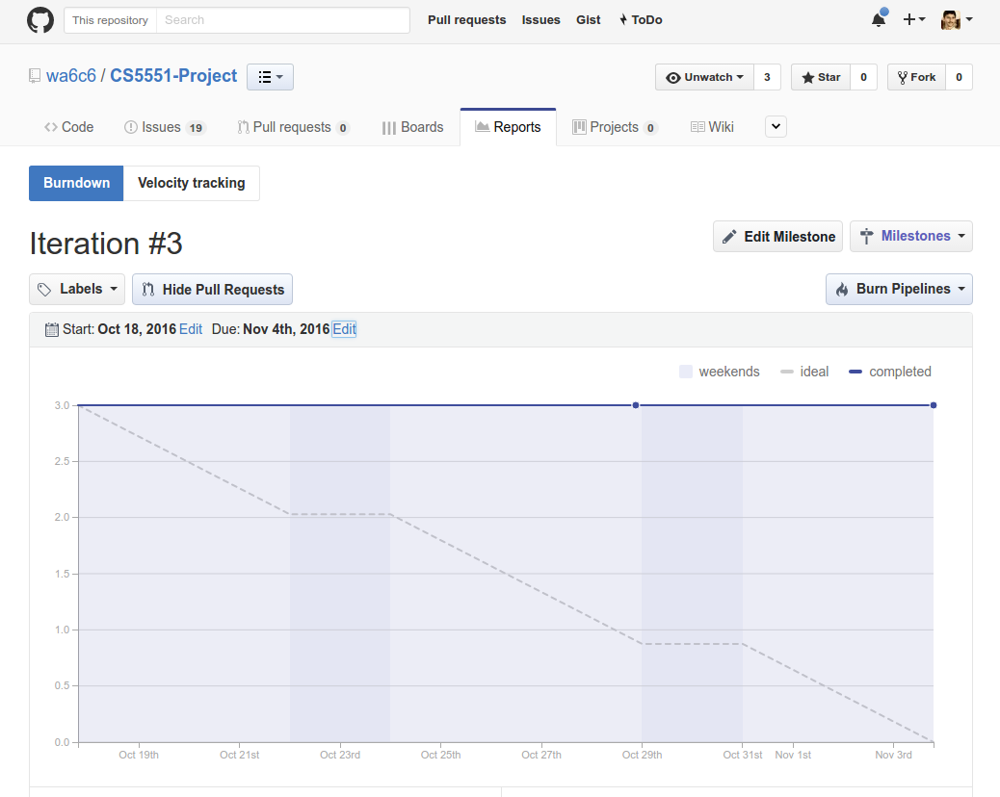 This repository Search Pull requests Issues Gist ToDo
wa6c6 / CS5551-Project Unwatch 3 Star 0 Fork 0
Code Issues 19 Pull requests 0 Boards Reports Projects 0 Wiki
Burndown Velocity tracking
Iteration #3 Edit Milestone Milestones
Labels Hide Pull Requests Burn Pipelines
Start: Oct 18, 2016 Edit Due: Nov 4th, 2016 Edit
weekends ideal completed
3.0
2.5
2.0
1.5
1.0
0.5
0.0
Oct 19th Oct 21st Oct 23rd Oct 25th Oct 27th Oct 29th Oct 31st Nov 1st Nov 3rd